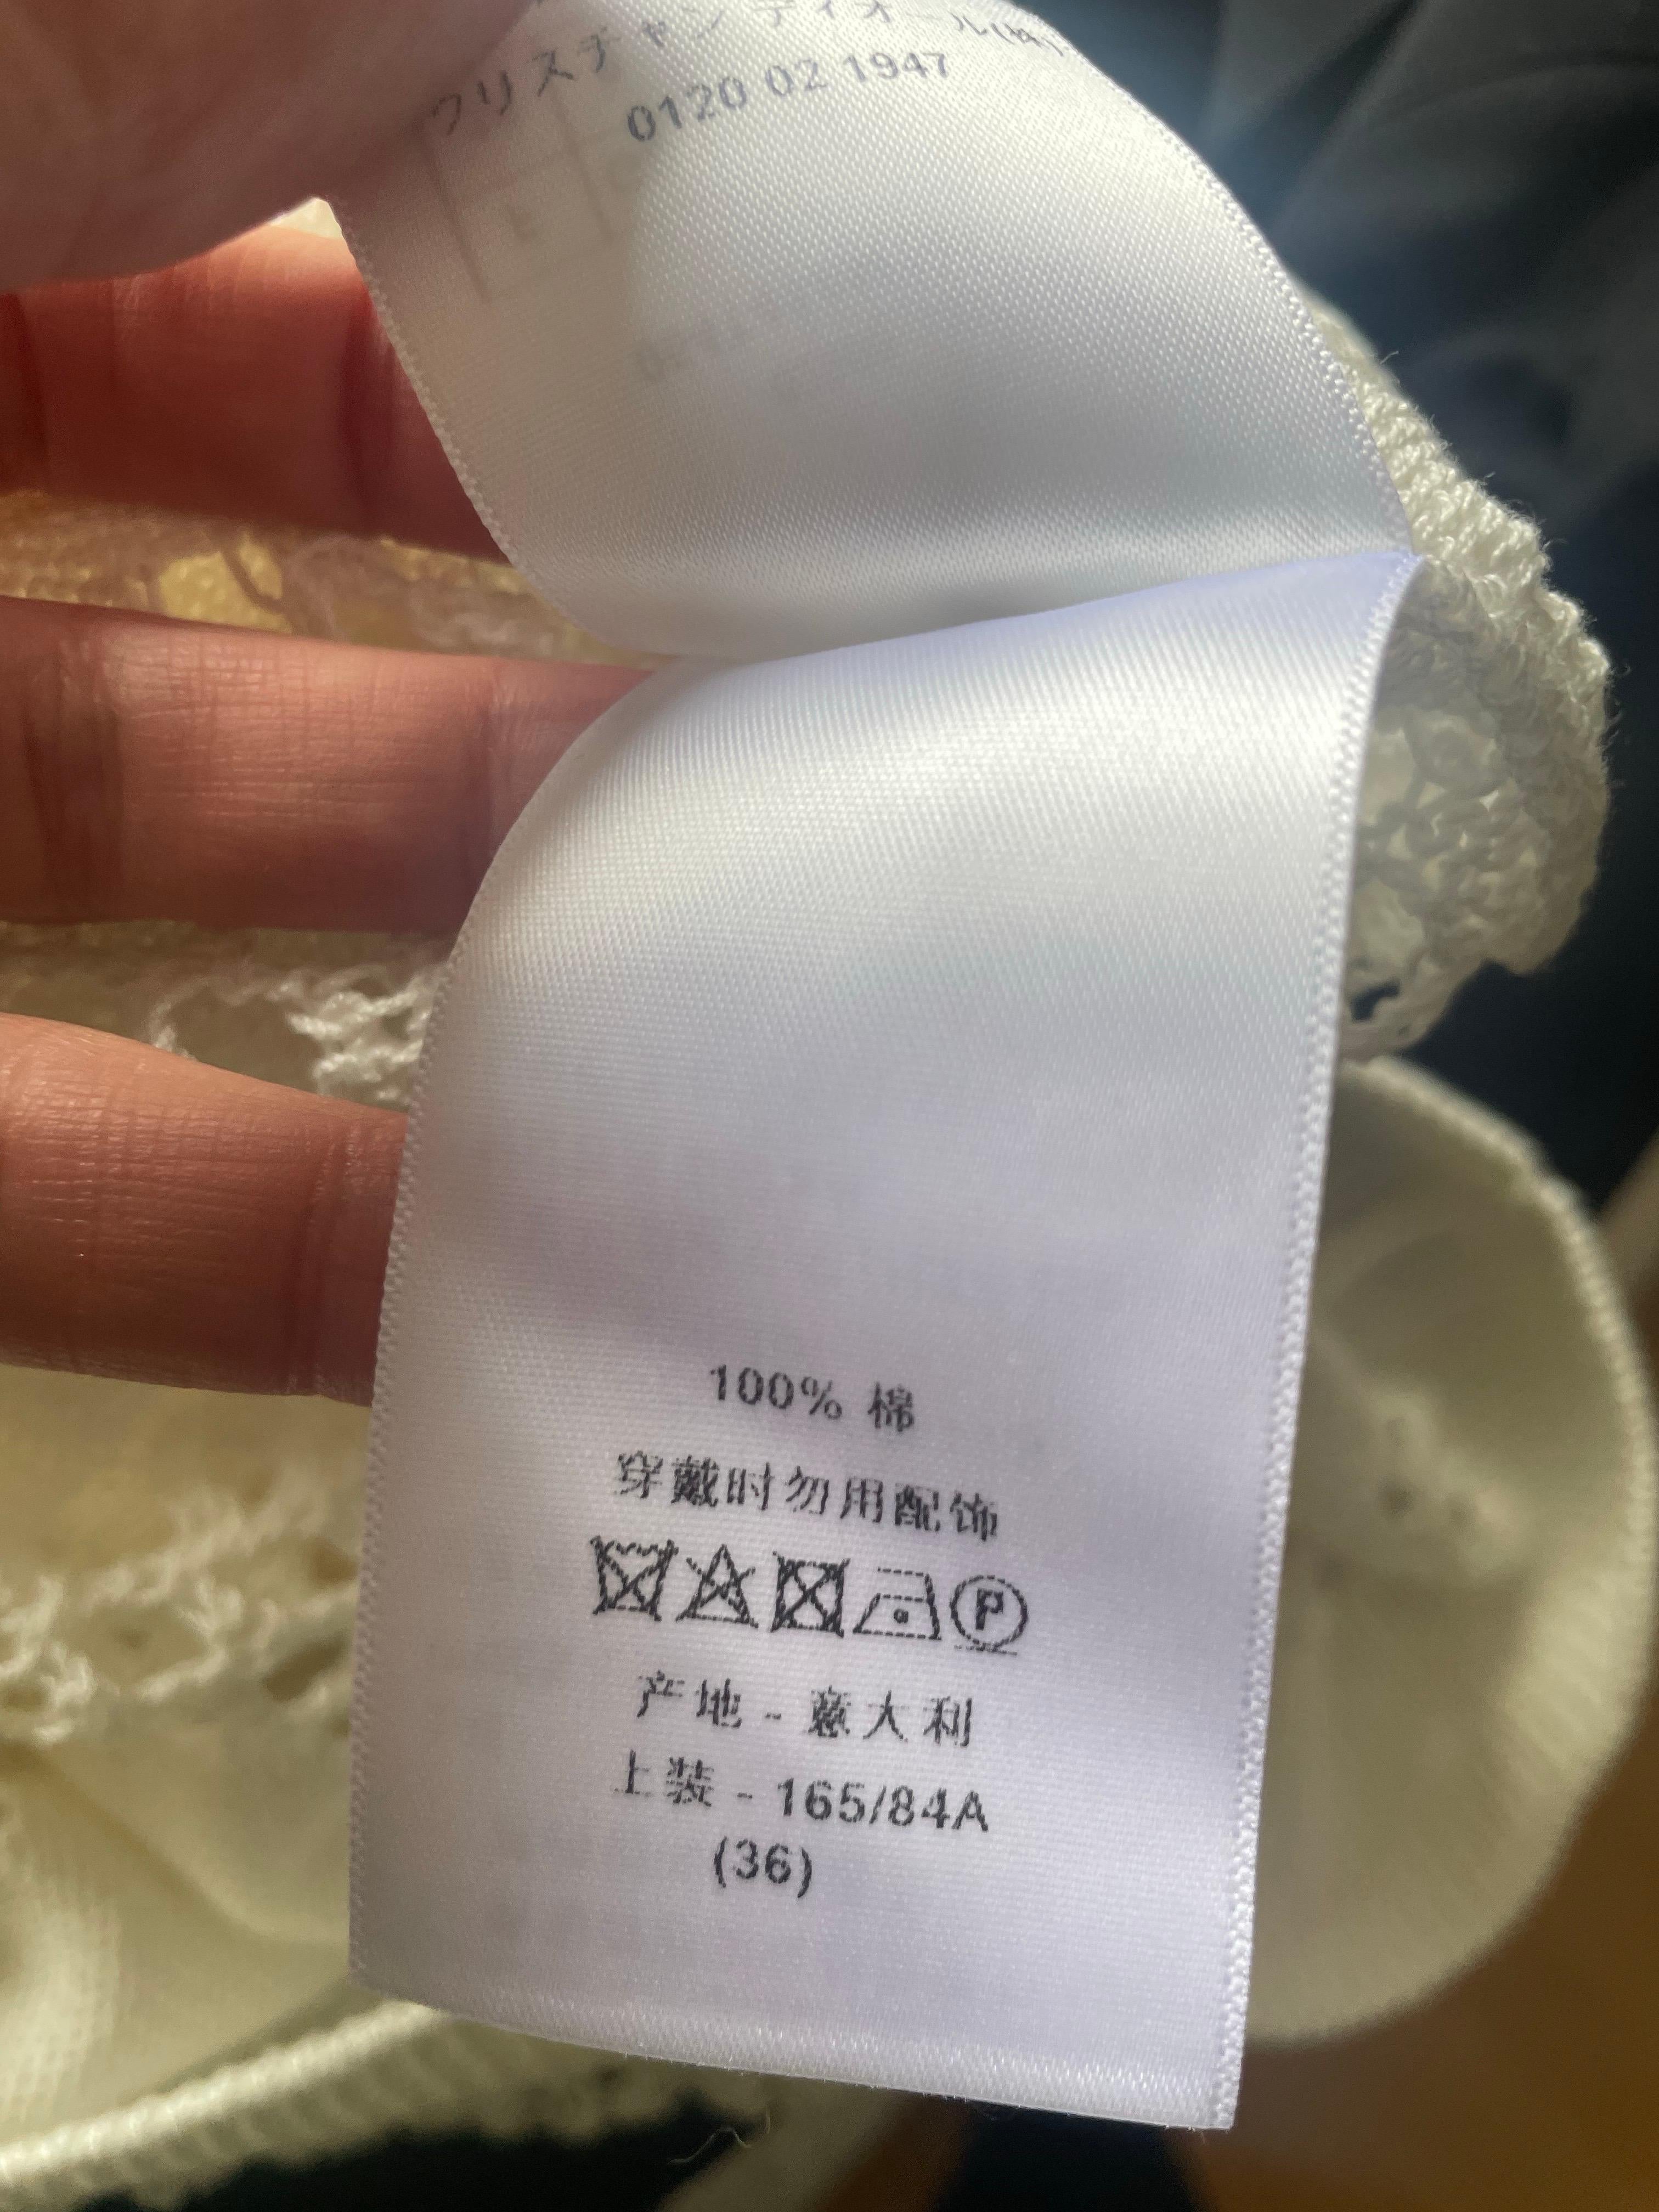 クリスチャン ディオール(株)
0120 02 1947
100% 棉
穿戴时勿用配饰
P
产地 - 意大利
上装 - 165/84A
(36)